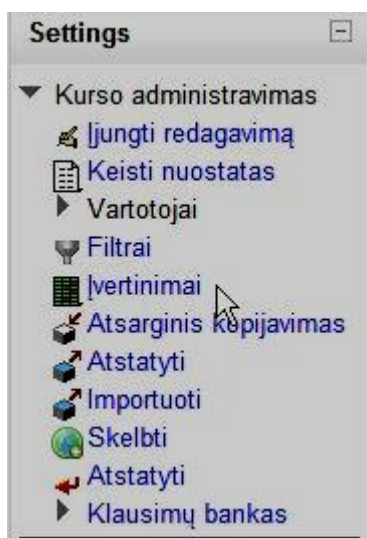 Settings
Kurso administravimas
Įjungti redagavimą
Keisti nuostatas
Vartotojai
Filtrai
Įvertinimai
Atsarginis kopijavimas
Atstatyti
Importuoti
Skelbti
Atstatyti
Klausimų bankas